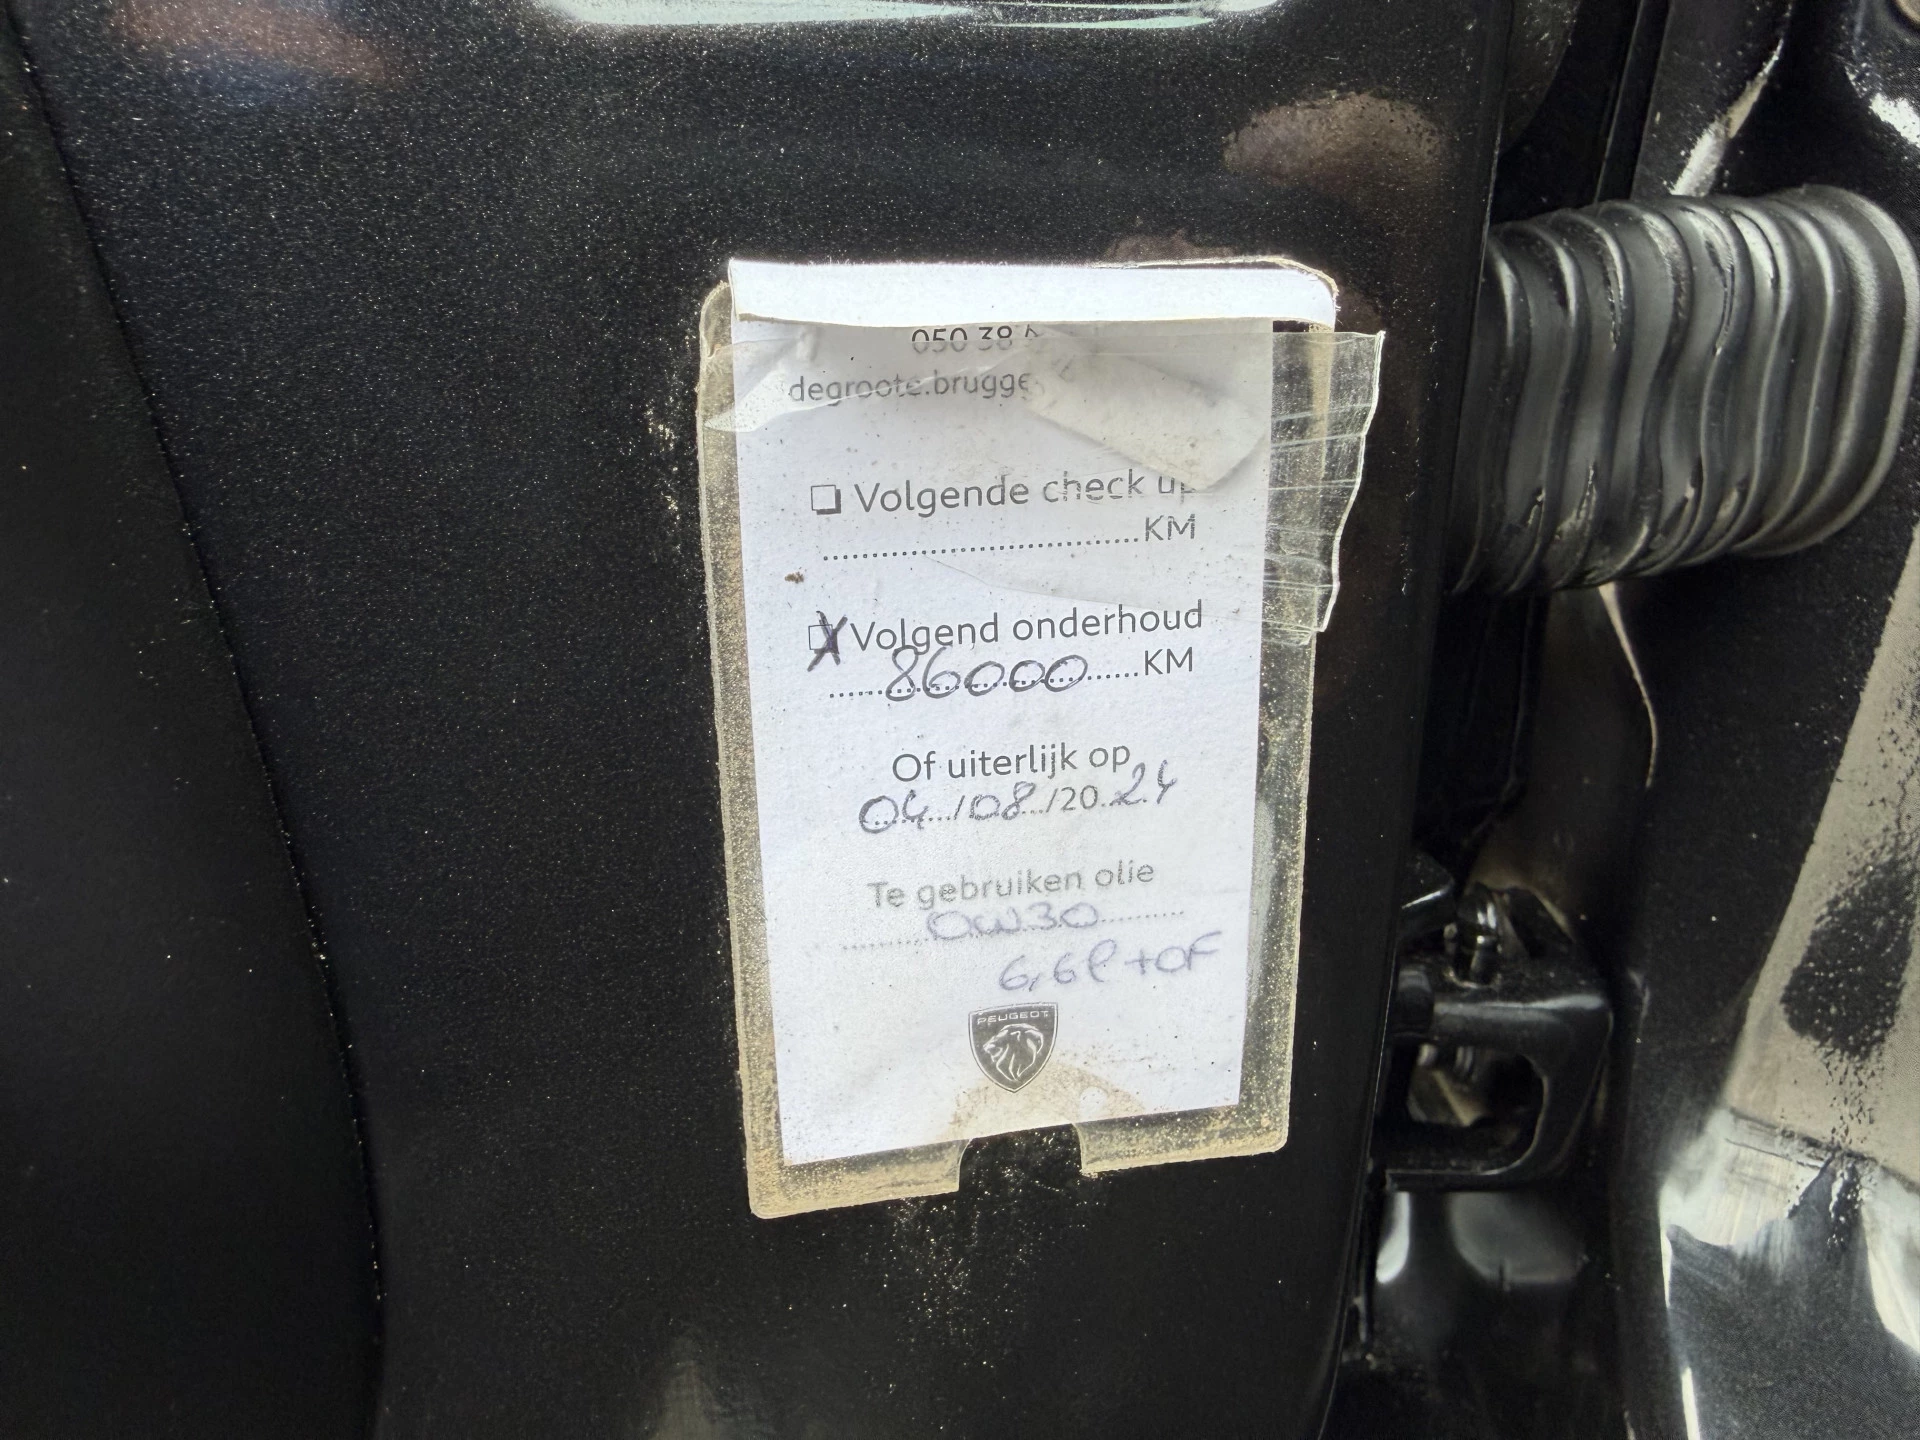 050 38
degroote.brugge
❏ Volgende check up
................................KM
❏ X Volgend onderhoud
......86000......KM
Of uiterlijk op
04/08/2024
Te gebruiken olie
0W30
6,6l + OF
PEUGEOT